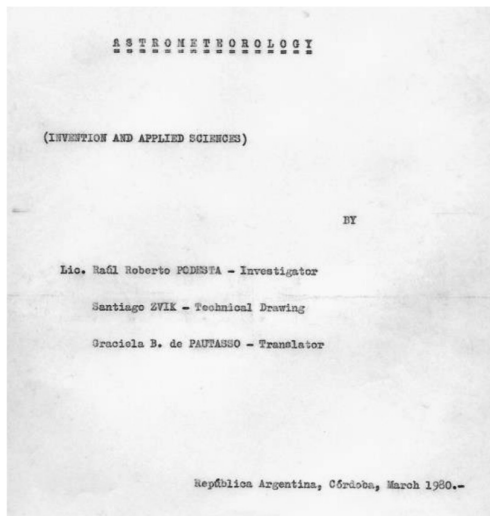 ASTROMETEOROLOGY
(INVENTION AND APPLIED SCIENCES)
BY
Lic. Raúl Roberto PODESTA - Investigator
Santiago ZVIK - Technical Drawing
Graciela B. de PAUTASSO - Translator
República Argentina, Córdoba, March 1980.-